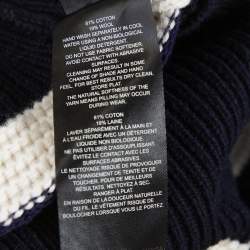 81% COTTON
19% WOOL
HAND WASH SEPARATELY IN COOL
WATER USING A NON BIOLOGICAL
LIQUID DETERGENT.
DO NOT USE FABRIC SOFTENER.
AVOID CONTACT WITH ABRASIVE
SURFACES.
CLEANING MAY RESULT IN SOME
CHANGE OF SHADE AND HAND
FEEL. FOR BEST RESULTS DRY CLEAN.
STORE FLAT.
THE NATURAL SOFTNESS OF THE
YARN MEANS PILLING MAY OCCUR
DURING WEAR.
81% COTON
19% LAINE
LAVER SÉPARÉMENT À LA MAIN ET
À L'EAU FROIDE AVEC UN DÉTERGENT
LIQUIDE NON BIOLOGIQUE.
NE PAS UTILISER D'ADOUCISSANT.
ÉVITEZ LE CONTACT AVEC LES
SURFACES ABRASIVES.
LE NETTOYAGE PEUT ENTRAÎNER
UN CHANGEMENT DE TEINTE ET DE
TOUCHER. POUR DE MEILLEURS
RÉSULTATS, NETTOYER À SEC.
STOCKER À PLAT.
EN RAISON DE LA DOUCEUR NATURELLE
DU FIL, LE VÊTEMENT RISQUE DE
BOULOCHER LORSQUE VOUS LE PORTEZ.